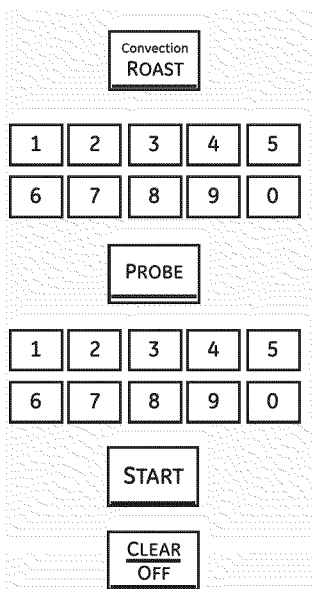 Convection
ROAST
1 2 3 4 5
6 7 8 9 0
PROBE
1 2 3 4 5
6 7 8 9 0
START
CLEAR
OFF